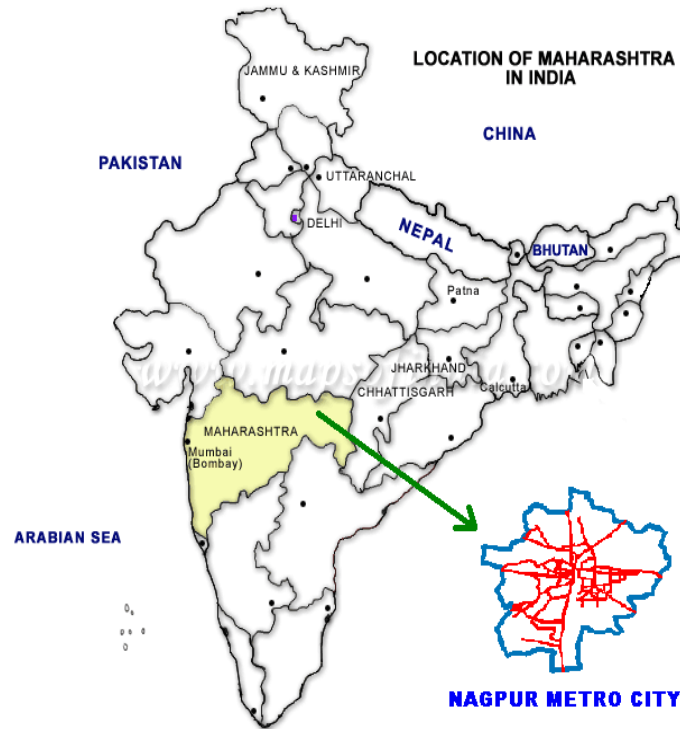 LOCATION OF MAHARASHTRA
IN INDIA
JAMMU & KASHMIR
CHINA
PAKISTAN
UTTARANCHAL
DELHI
NEPAL
BHUTAN
Patna
JHARKHAND
CHHATTISGARH
Calcutta
MAHARASHTRA
Mumbai
(Bombay)
ARABIAN SEA
NAGPUR METRO CITY